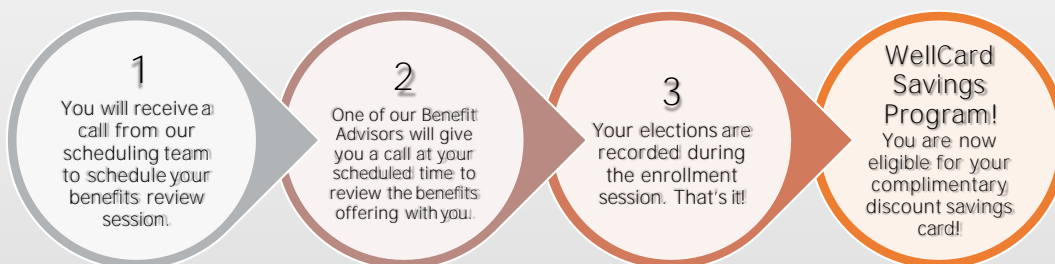 1
You will receive a
call from our
scheduling team
to schedule your
benefits review
session.
2
One of our Benefit
Advisors will give
you a call at your
scheduled time to
review the benefits
offering with you.
3
Your elections are
recorded during
the enrollment
session. That's it!
WellCard
Savings
Program!
You are now
eligible for your
complimentary
discount savings
card!